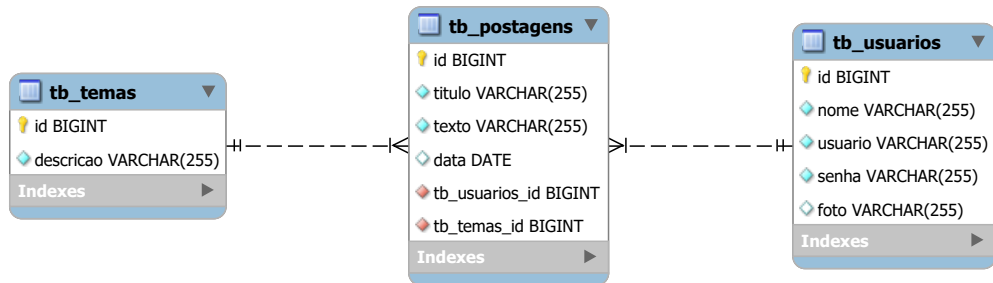 tb_temas
id BIGINT
descricao VARCHAR(255)
Indexes
tb_postagens
id BIGINT
titulo VARCHAR(255)
texto VARCHAR(255)
data DATE
tb_usuarios_id BIGINT
tb_temas_id BIGINT
Indexes
tb_usuarios
id BIGINT
nome VARCHAR(255)
usuario VARCHAR(255)
senha VARCHAR(255)
foto VARCHAR(255)
Indexes